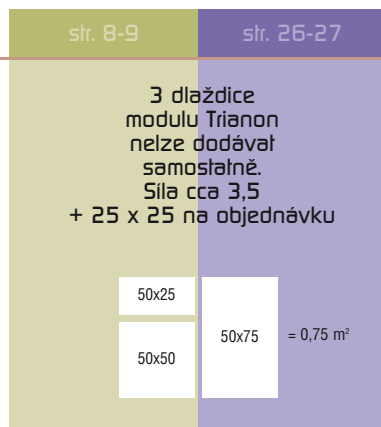 str. 8-9
str. 26-27
3 dlaždice
modulu Trianon
nelze dodávat
samostatně.
Síla cca 3,5
+ 25 x 25 na objednávku
50x25
50x50
50x75
= 0,75 m²